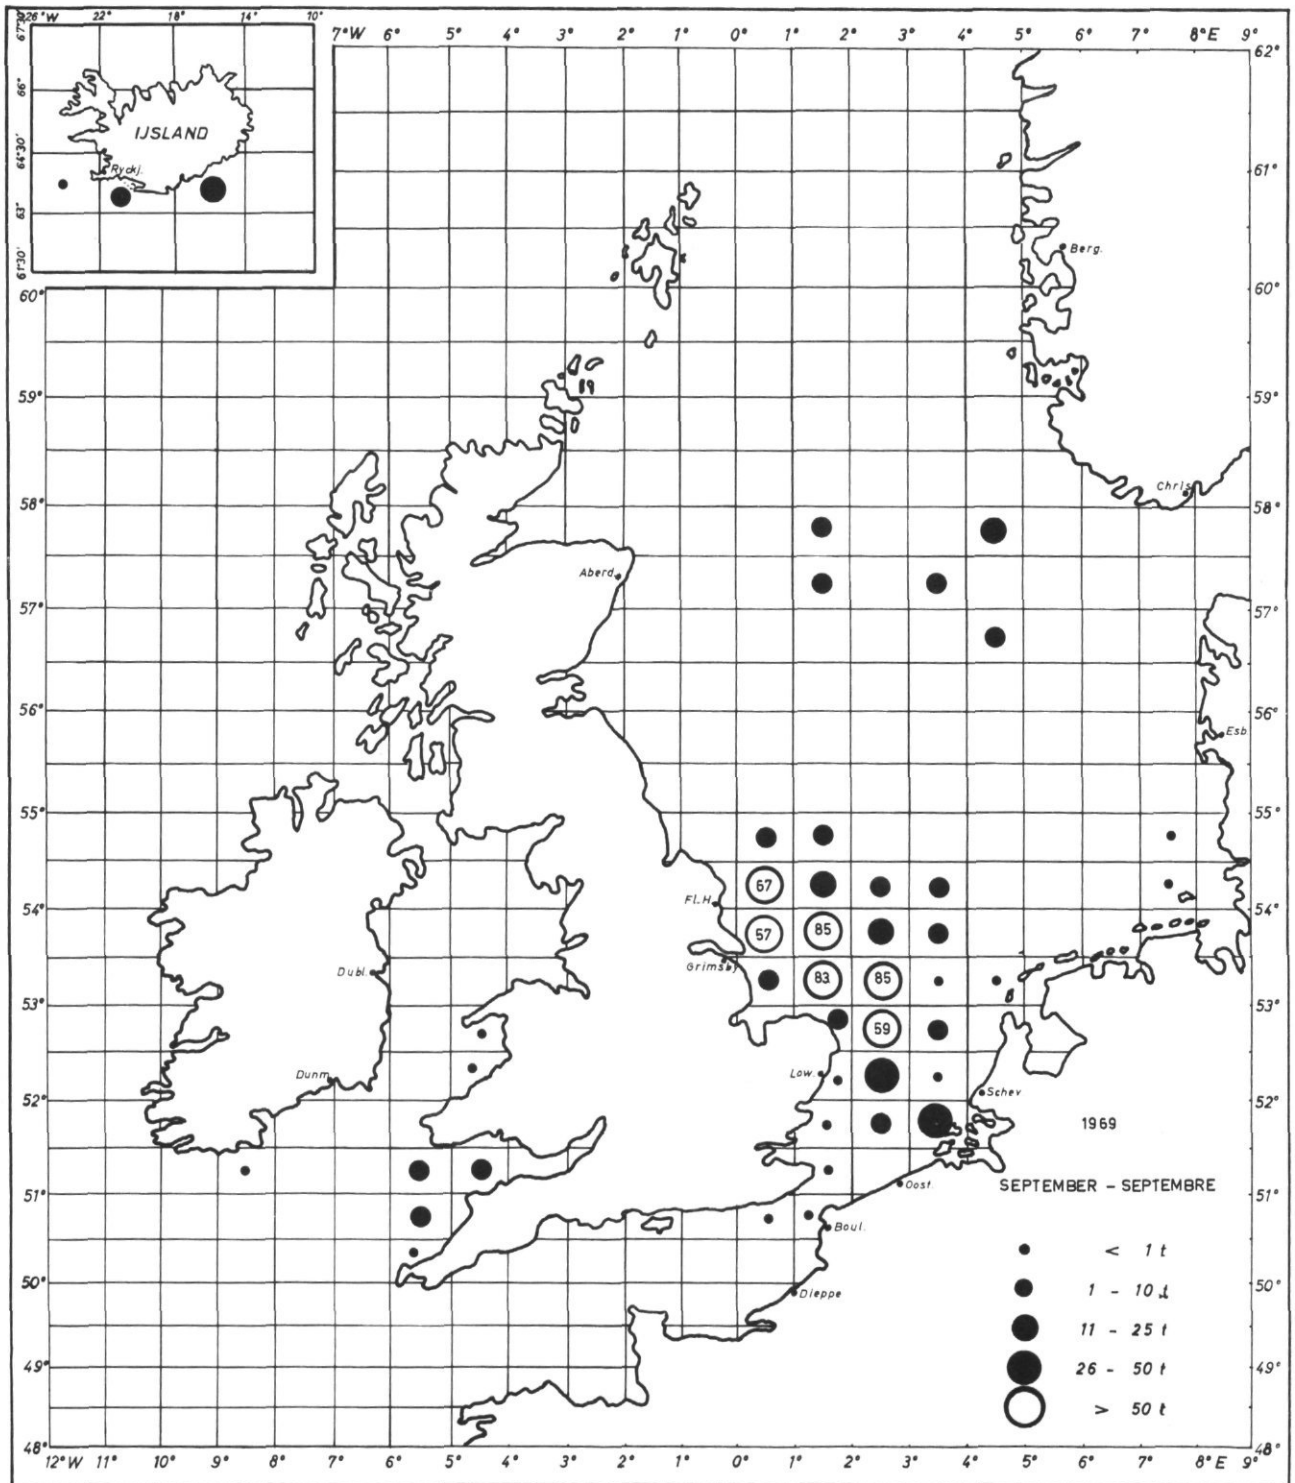 26°W 22° 18° 14° 10°
67°30'
66°
64°30'
63°
61°30'
IJSLAND
Ryckj.
7°W 6° 5° 4° 3° 2° 1° 0° 1° 2° 3° 4° 5° 6° 7° 8°E 9°
62°
61°
60° 60°
59° 59°
58° 58°
57° 57°
56° 56°
55° 55°
54° 54°
53° 53°
52° 52°
51° 51°
50° 50°
49° 49°
48° 48°
Berg.
Chris
Aberd.
Esb.
67
Fl.H.
57 85
Grimsby
Dubl.
83 85
59
Low.
Dunm.
Schev
1969
Oost.
SEPTEMBER - SEPTEMBRE
Boul.
Dieppe
< 1 t
1 - 10 t
11 - 25 t
26 - 50 t
> 50 t
12°W 11° 10° 9° 8° 7° 6° 5° 4° 3° 2° 1° 0° 1° 2° 3° 4° 5° 6° 7° 8°E 9°